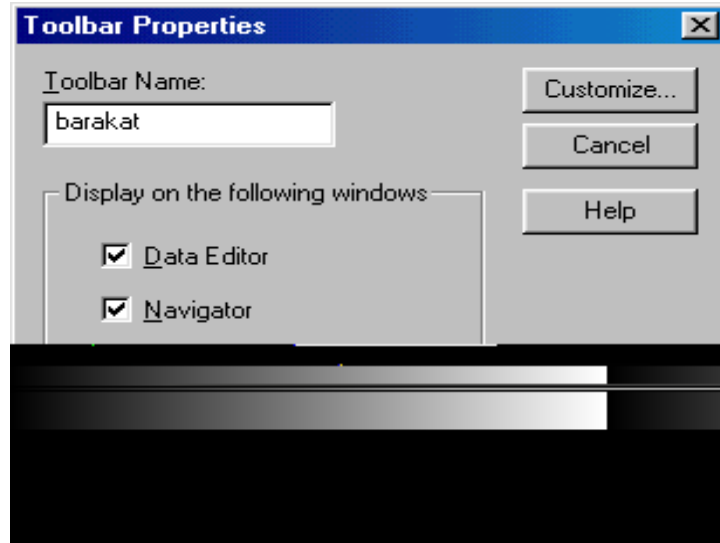 Toolbar Properties
Toolbar Name:
barakat
Customize...
Cancel
Help
Display on the following windows
Data Editor
Navigator